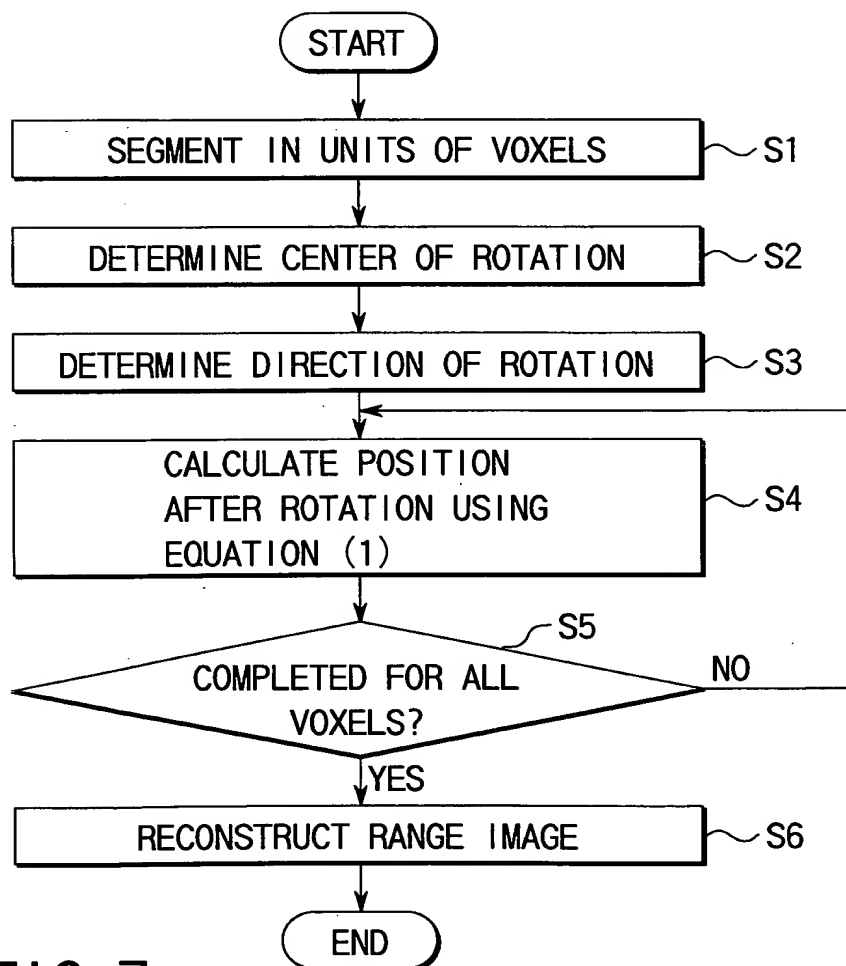 START
SEGMENT IN UNITS OF VOXELS
S1
DETERMINE CENTER OF ROTATION
S2
DETERMINE DIRECTION OF ROTATION
S3
CALCULATE POSITION
AFTER ROTATION USING
EQUATION (1)
S4
S5
COMPLETED FOR ALL
VOXELS?
NO
YES
RECONSTRUCT RANGE IMAGE
S6
END